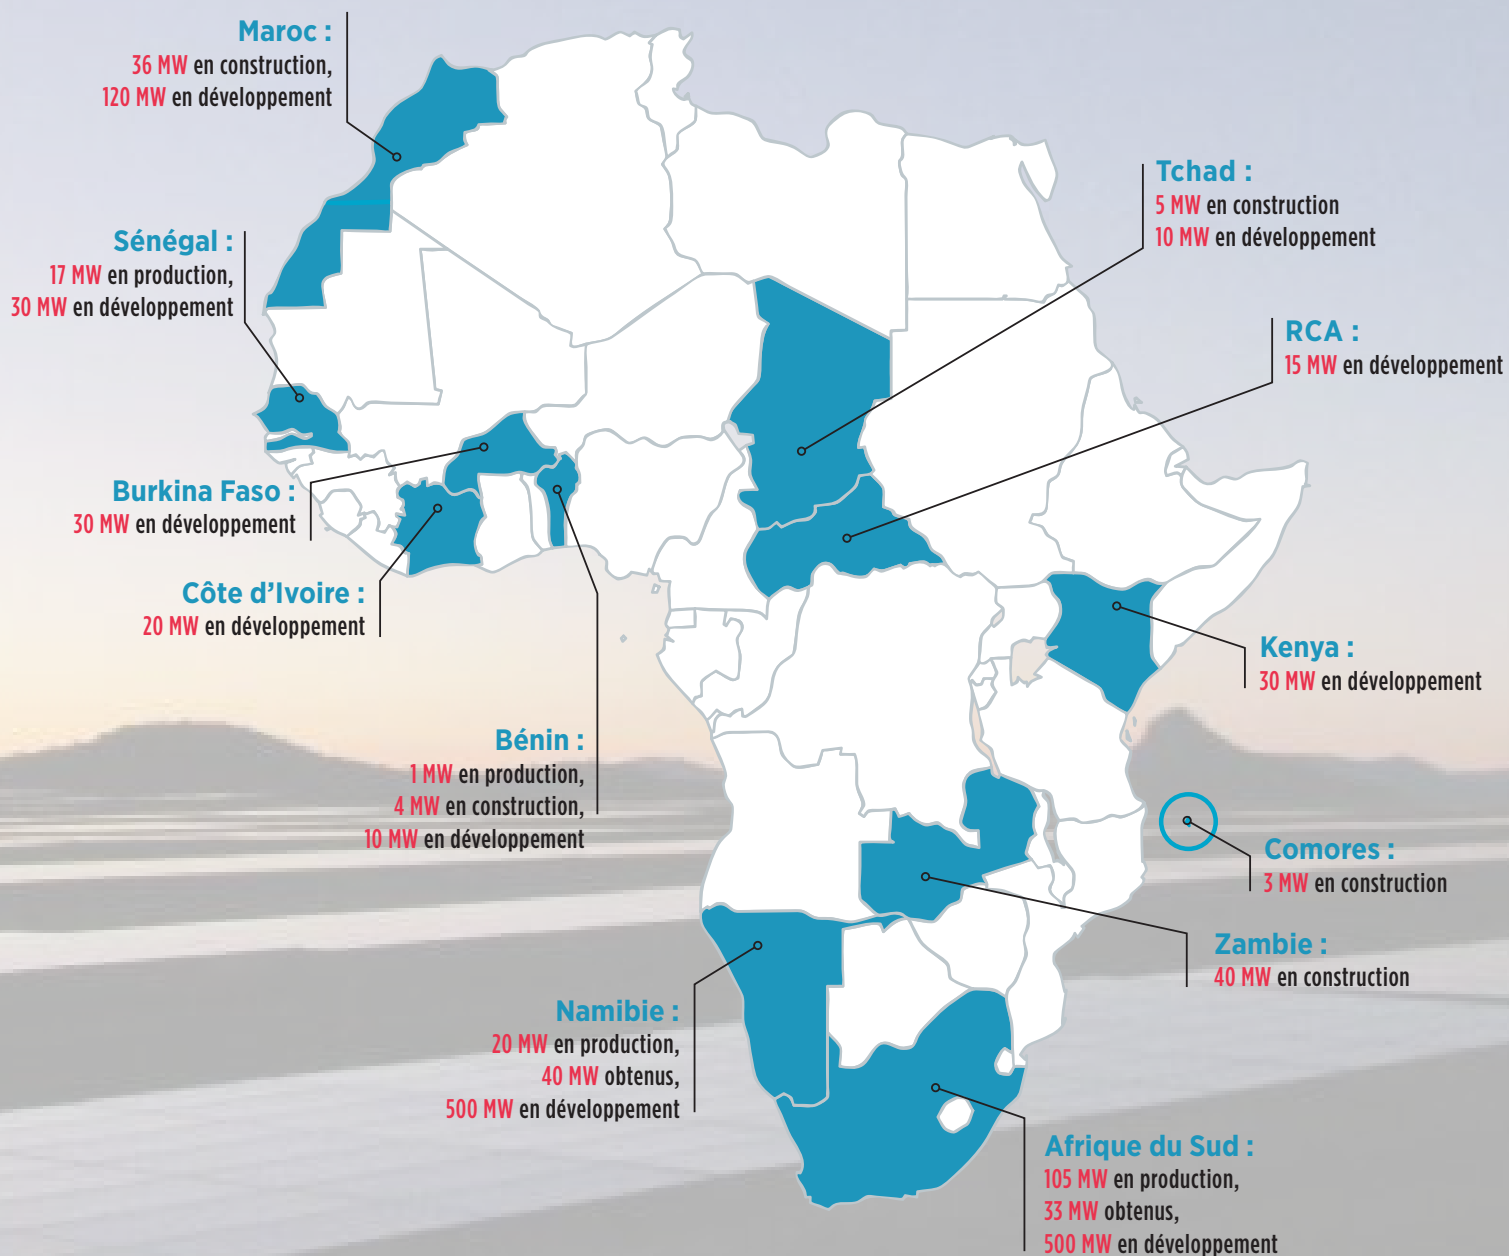 Maroc :
36 MW en construction,
120 MW en développement
Sénégal :
17 MW en production,
30 MW en développement
Burkina Faso :
30 MW en développement
Côte d’Ivoire :
20 MW en développement
Bénin :
1 MW en production,
4 MW en construction,
10 MW en développement
Namibie :
20 MW en production,
40 MW obtenus,
500 MW en développement
Tchad :
5 MW en construction
10 MW en développement
RCA :
15 MW en développement
Kenya :
30 MW en développement
Comores :
3 MW en construction
Zambie :
40 MW en construction
Afrique du Sud :
105 MW en production,
33 MW obtenus,
500 MW en développement